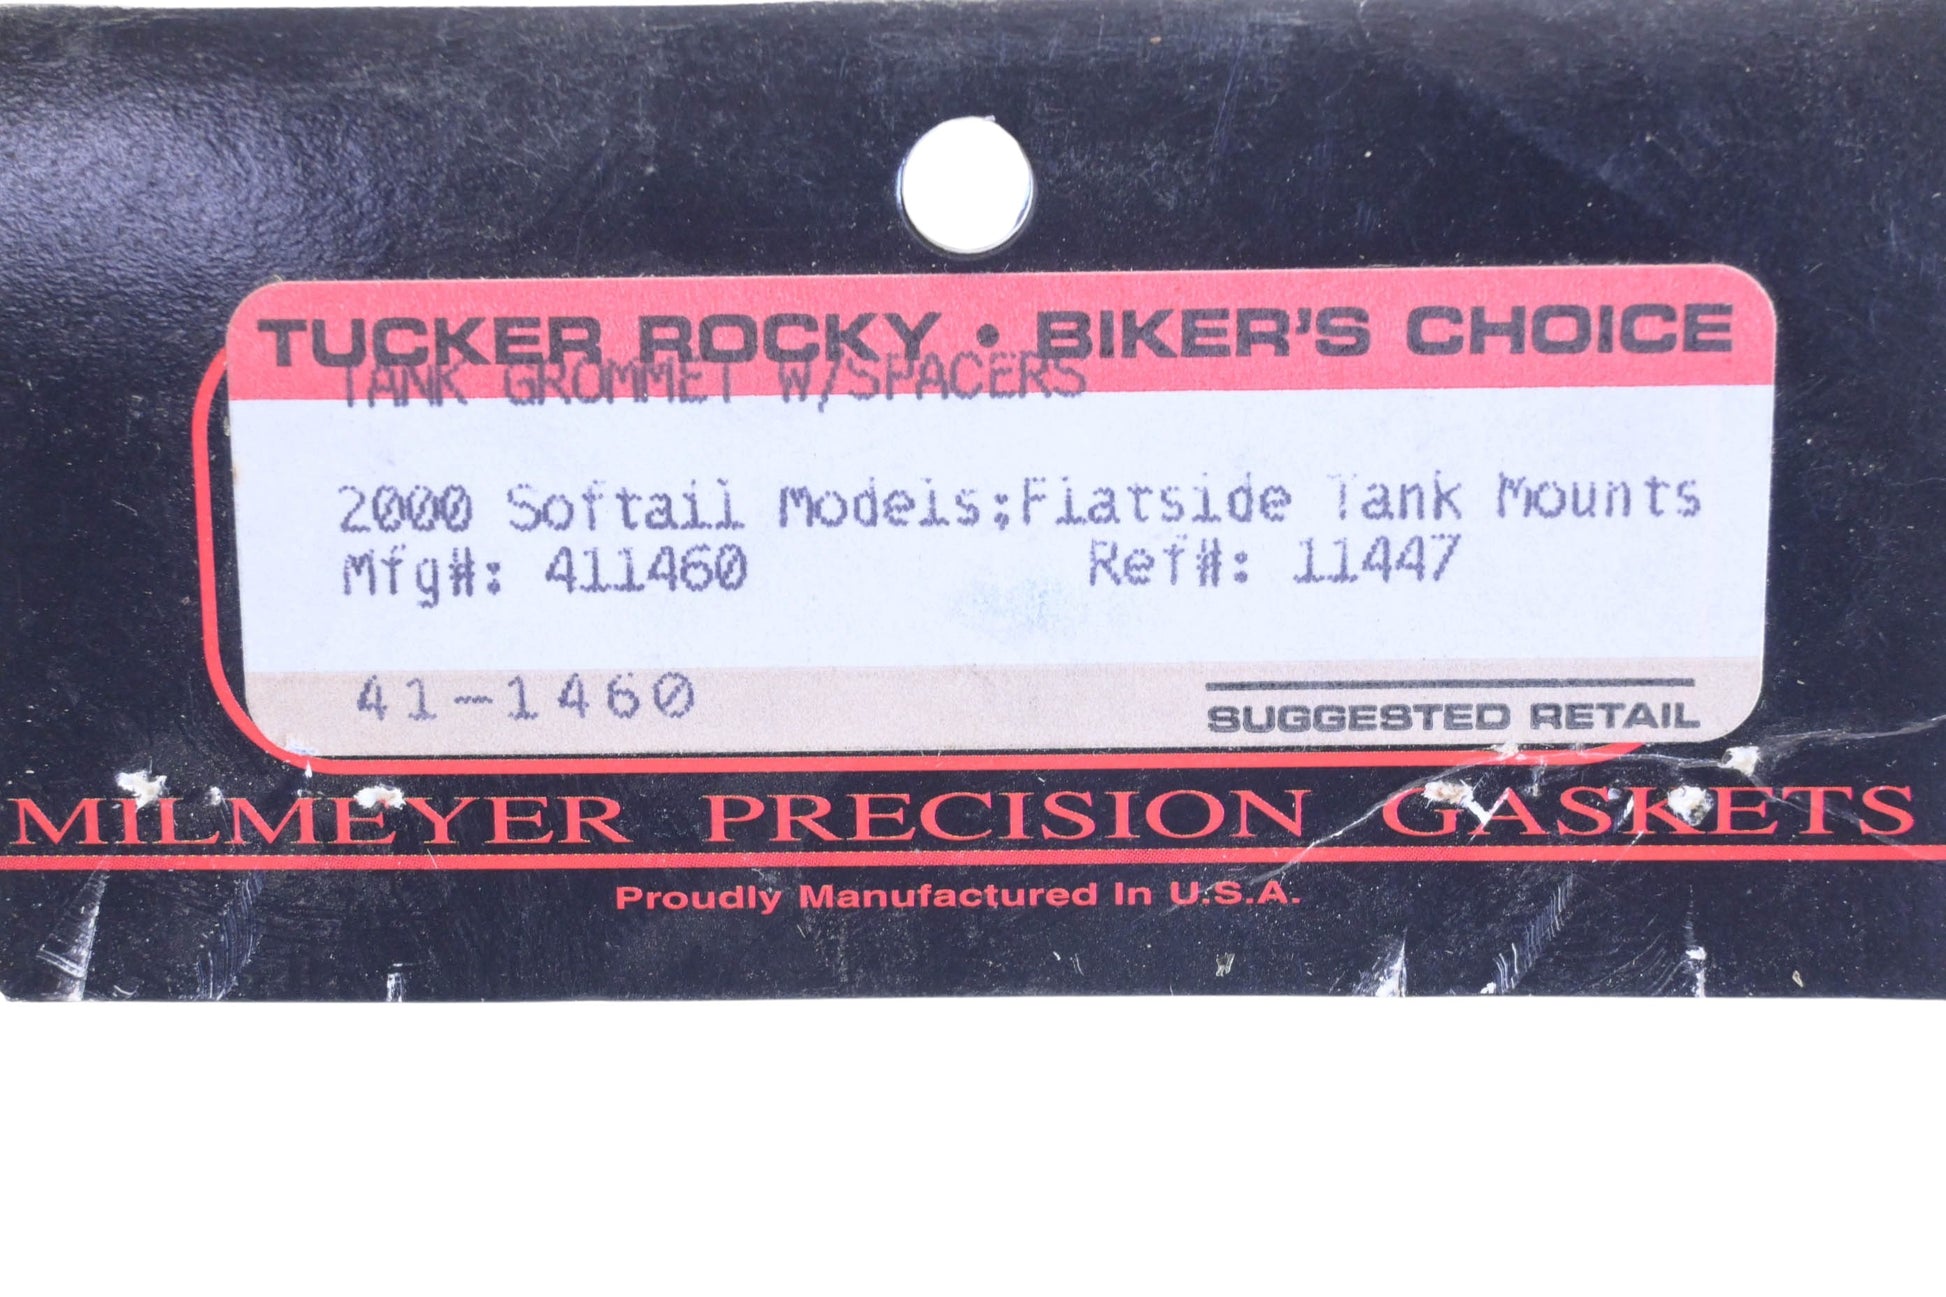 TUCKER ROCKY • BIKER'S CHOICE
TANK GROMMET W/SPACERS
2000 Softail Models;Flatside Tank Mounts
Mfg#: 411460 Ref#: 11447
41-1460
SUGGESTED RETAIL
MILMEYER PRECISION GASKETS
Proudly Manufactured In U.S.A.